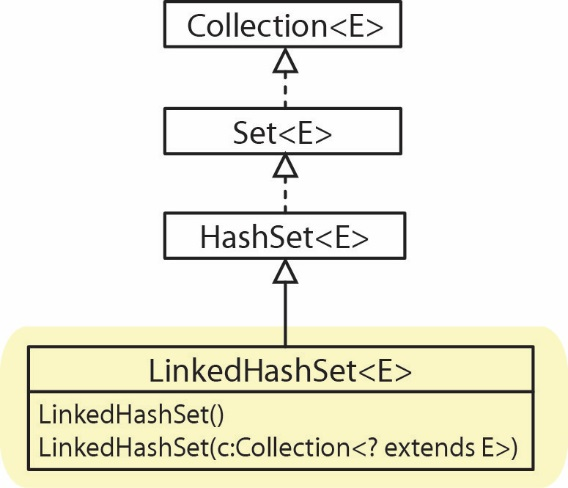 Collection<E>
Set<E>
HashSet<E>
LinkedHashSet<E>
LinkedHashSet()
LinkedHashSet(c:Collection<? extends E>)